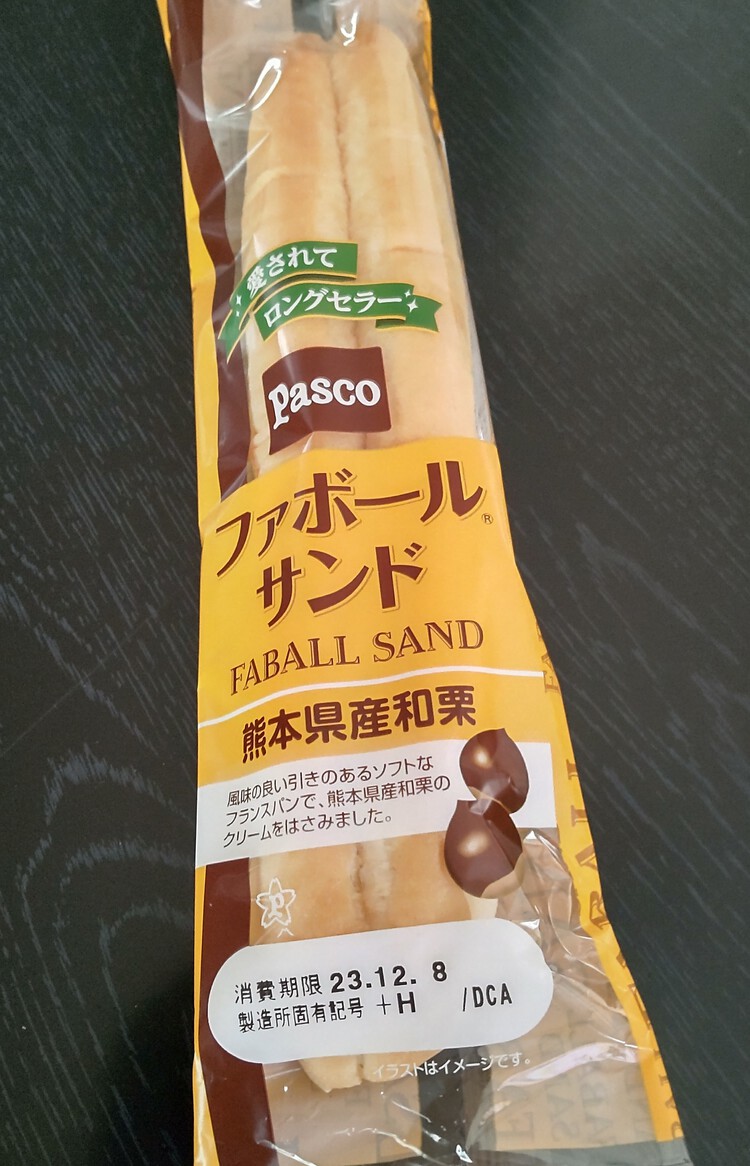 愛されて
ロングセラー
Pasco
ファボール®
サンド
FABALL SAND
熊本県産和栗
風味の良い引きのあるソフトな
フランスパンで、熊本県産和栗の
クリームをはさみました。
P
消費期限 23.12. 8
製造所固有記号 +H /DCA
イラストはイメージです。